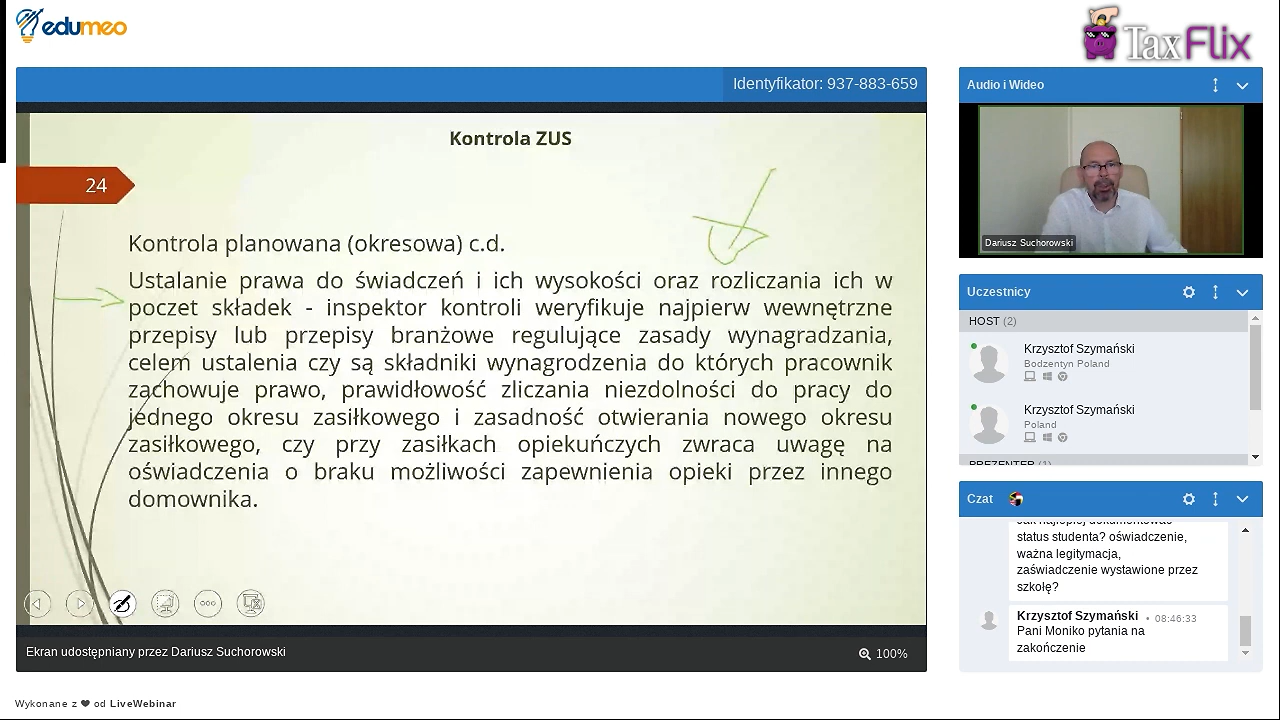 edumeo
TaxFlix
Identyfikator: 937-883-659
Kontrola ZUS
24
Kontrola planowana (okresowa) c.d.
Ustalanie prawa do świadczeń i ich wysokości oraz rozliczania ich w
poczet składek - inspektor kontroli weryfikuje najpierw wewnętrzne
przepisy lub przepisy branżowe regulujące zasady wynagradzania,
celem ustalenia czy są składniki wynagrodzenia do których pracownik
zachowuje prawo, prawidłowość zliczania niezdolności do pracy do
jednego okresu zasiłkowego i zasadność otwierania nowego okresu
zasiłkowego, czy przy zasiłkach opiekuńczych zwraca uwagę na
oświadczenia o braku możliwości zapewnienia opieki przez innego
domownika.
Ekran udostępniany przez Dariusz Suchorowski
100%
Audio i Wideo
Dariusz Suchorowski
Uczestnicy
HOST (2)
Krzysztof Szymański
Bodzentyn Poland
Krzysztof Szymański
Poland
PREZENTER (1)
Czat
Jak najlepiej dokumentować
status studenta? oświadczenie,
ważna legitymacja,
zaświadczenie wystawione przez
szkołę?
Krzysztof Szymański • 08:46:33
Pani Moniko pytania na
zakończenie
Wykonane z ❤ od LiveWebinar